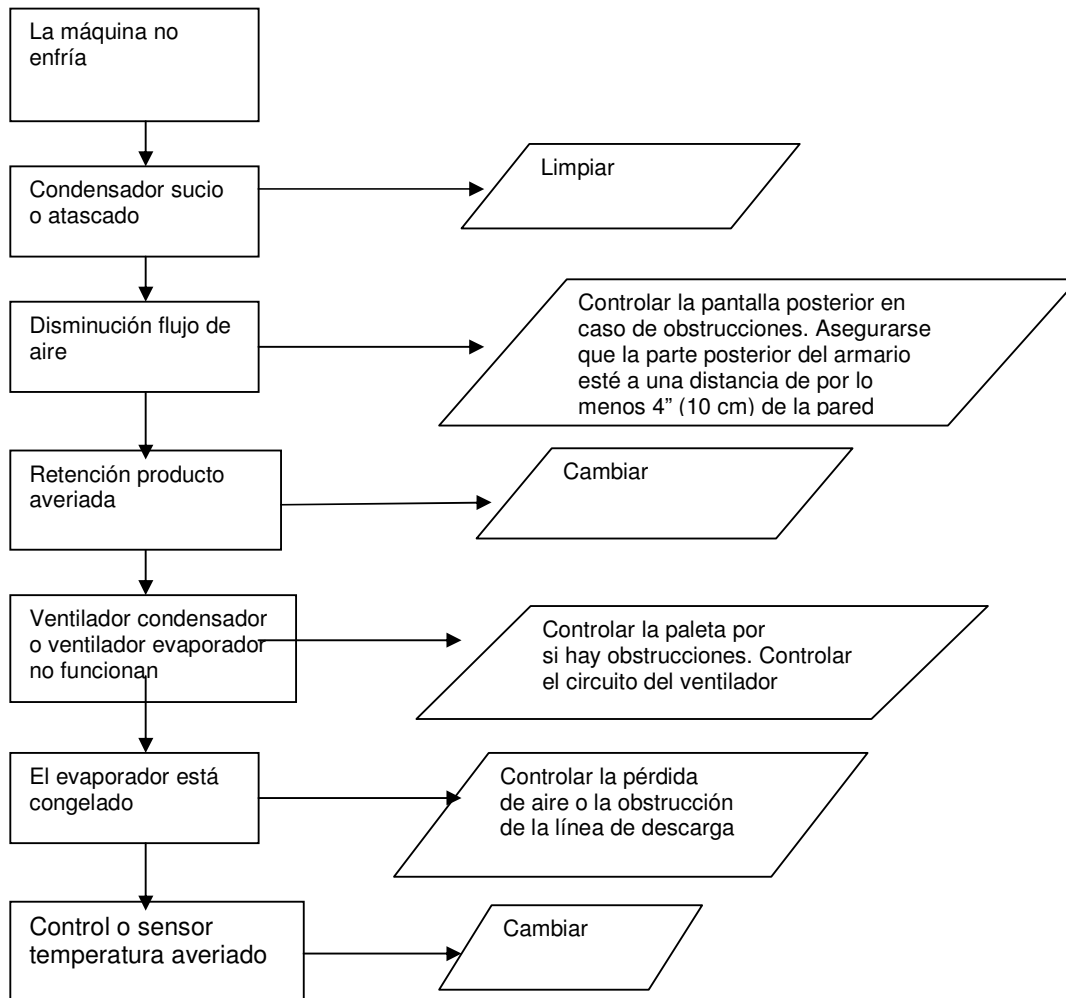 La máquina no
enfría
Condensador sucio
o atascado
Limpiar
Disminución flujo de
aire
Controlar la pantalla posterior en
caso de obstrucciones. Asegurarse
que la parte posterior del armario
esté a una distancia de por lo
menos 4” (10 cm) de la pared
Retención producto
averiada
Cambiar
Ventilador condensador
o ventilador evaporador
no funcionan
Controlar la paleta por
si hay obstrucciones. Controlar
el circuito del ventilador
El evaporador está
congelado
Controlar la pérdida
de aire o la obstrucción
de la línea de descarga
Control o sensor
temperatura averiado
Cambiar